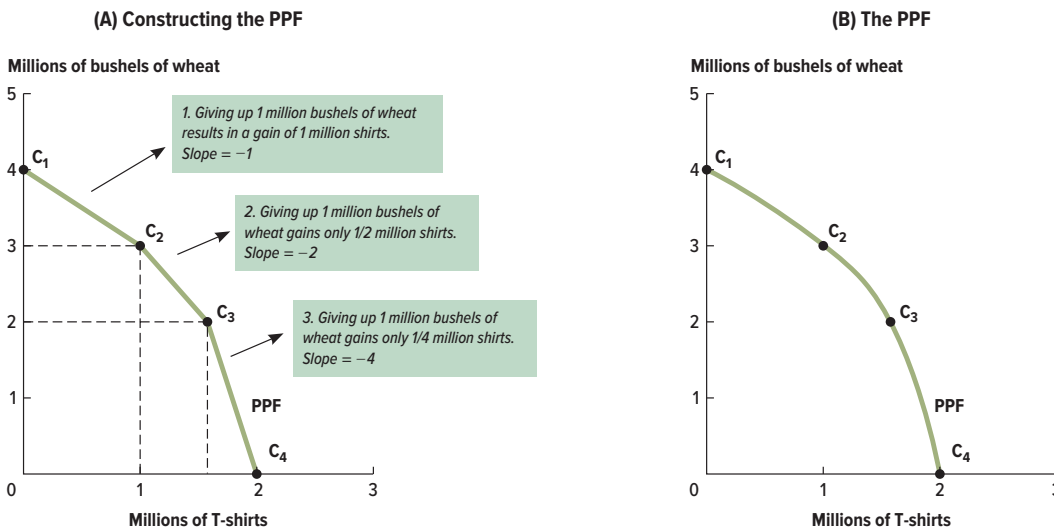 (A) Constructing the PPF
Millions of bushels of wheat
5
4
3
2
1
0
1
2
3
C1
C2
C3
C4
PPF
1. Giving up 1 million bushels of wheat
results in a gain of 1 million shirts.
Slope = −1
2. Giving up 1 million bushels of
wheat gains only 1/2 million shirts.
Slope = −2
3. Giving up 1 million bushels of
wheat gains only 1/4 million shirts.
Slope = −4
Millions of T-shirts
(B) The PPF
Millions of bushels of wheat
5
4
3
2
1
0
1
2
3
C1
C2
C3
PPF
C4
Millions of T-shirts